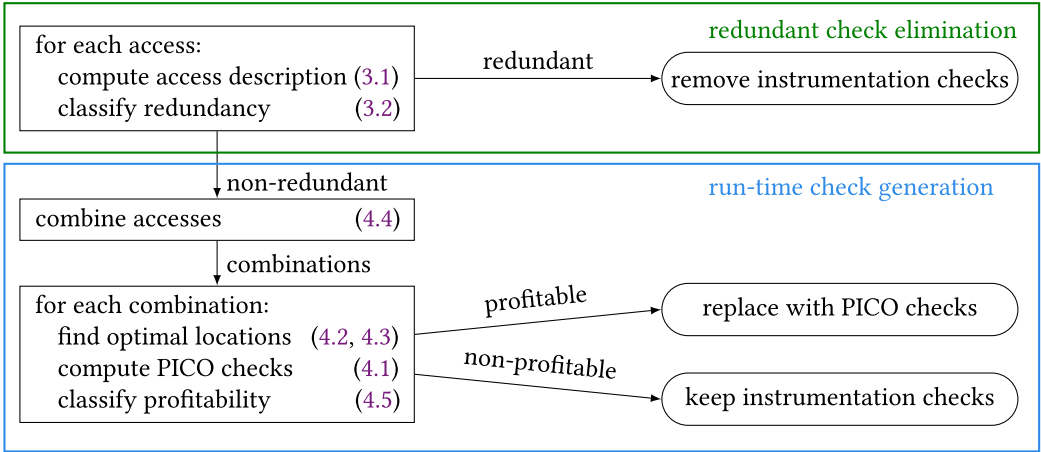 redundant check elimination
for each access:
compute access description (3.1)
classify redundancy (3.2)
redundant
remove instrumentation checks
non-redundant
run-time check generation
combine accesses (4.4)
combinations
for each combination:
find optimal locations (4.2, 4.3)
compute PICO checks (4.1)
classify profitability (4.5)
profitable
replace with PICO checks
non-profitable
keep instrumentation checks